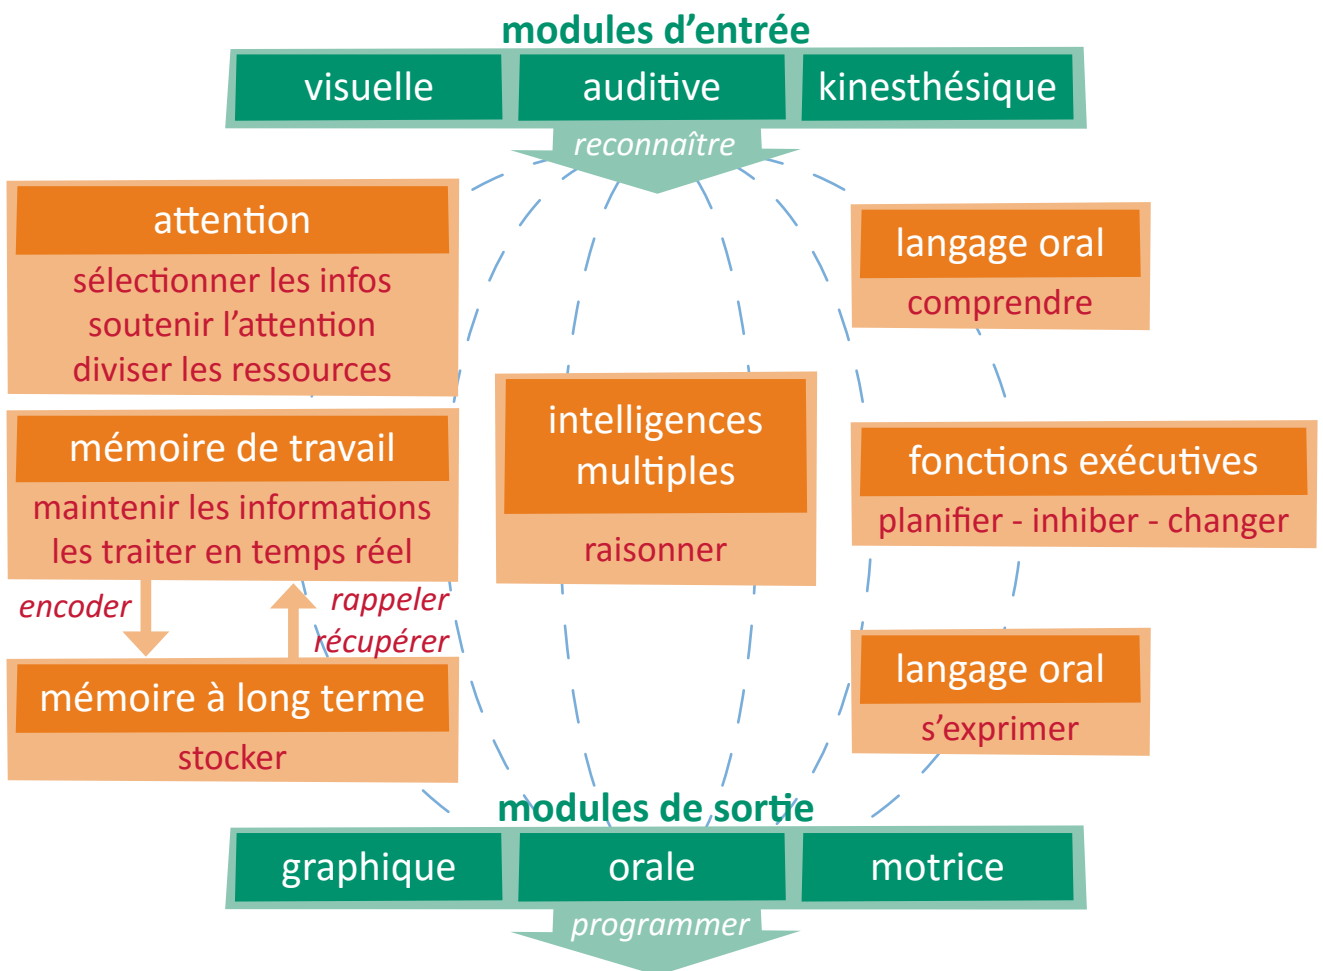 modules d’entrée
visuelle auditive kinesthésique
reconnaître
attention
sélectionner les infos
soutenir l’attention
diviser les ressources
mémoire de travail
maintenir les informations
les traiter en temps réel
encoder
rappeler
récupérer
mémoire à long terme
stocker
intelligences
multiples
raisonner
langage oral
comprendre
fonctions exécutives
planifier - inhiber - changer
langage oral
s’exprimer
modules de sortie
graphique orale motrice
programmer